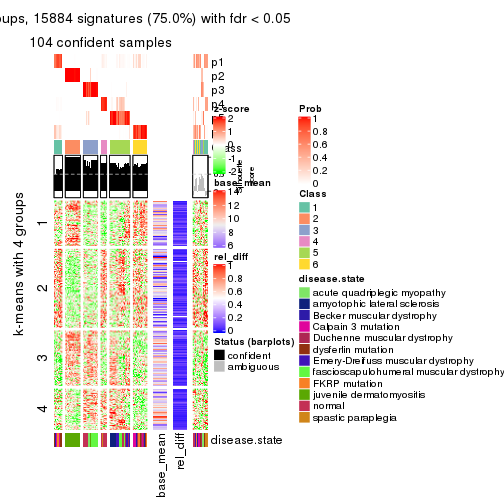 oups, 15884 signatures (75.0%) with fdr < 0.05
104 confident samples
p1
p2
p3
p4
p5
z-score
2
1
0
-1
-2
Silhouette
score
base_mean
14
12
10
8
6
rel_diff
1
0.8
0.6
0.4
0.2
0
Status (barplots)
confident
ambiguous
Prob
1
0.8
0.6
0.4
0.2
0
Class
1
2
3
4
5
6
disease.state
acute quadriplegic myopathy
amyotophic lateral sclerosis
Becker muscular dystrophy
Calpain 3 mutation
Duchenne muscular dystrophy
dysferlin mutation
Emery-Dreifuss muscular dystrophy
fascioscapulohumeral muscular dystrophy
FKRP mutation
juvenile dermatomyositis
normal
spastic paraplegia
k-means with 4 groups
1
2
3
4
base_mean
rel_diff
disease.state